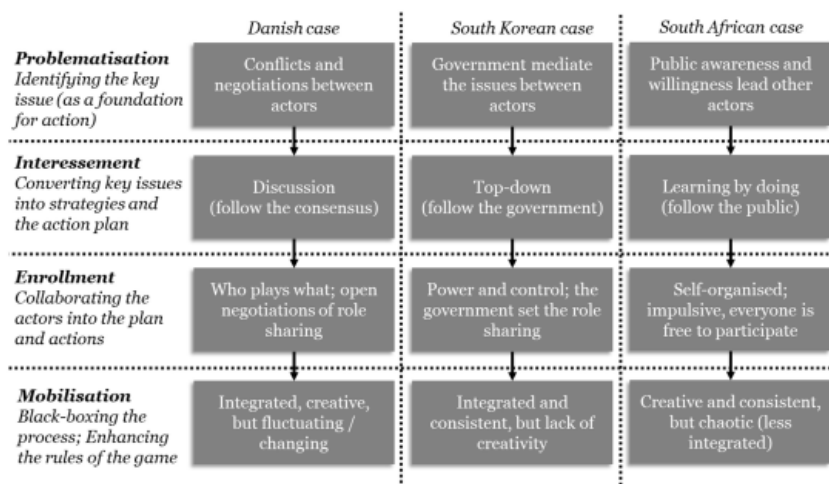 Danish case
South Korean case
South African case
Problematisation
Identifying the key
issue (as a foundation
for action)
Conflicts and
negotiations between
actors
Government mediate
the issues between
actors
Public awareness and
willingness lead other
actors
Interessement
Converting key issues
into strategies and
the action plan
Discussion
(follow the consensus)
Top-down
(follow the government)
Learning by doing
(follow the public)
Enrollment
Collaborating the
actors into the plan
and actions
Who plays what; open
negotiations of role
sharing
Power and control; the
government set the role
sharing
Self-organised;
impulsive, everyone is
free to participate
Mobilisation
Black-boxing the
process; Enhancing
the rules of the game
Integrated, creative,
but fluctuating /
changing
Integrated and
consistent, but lack of
creativity
Creative and consistent,
but chaotic (less
integrated)